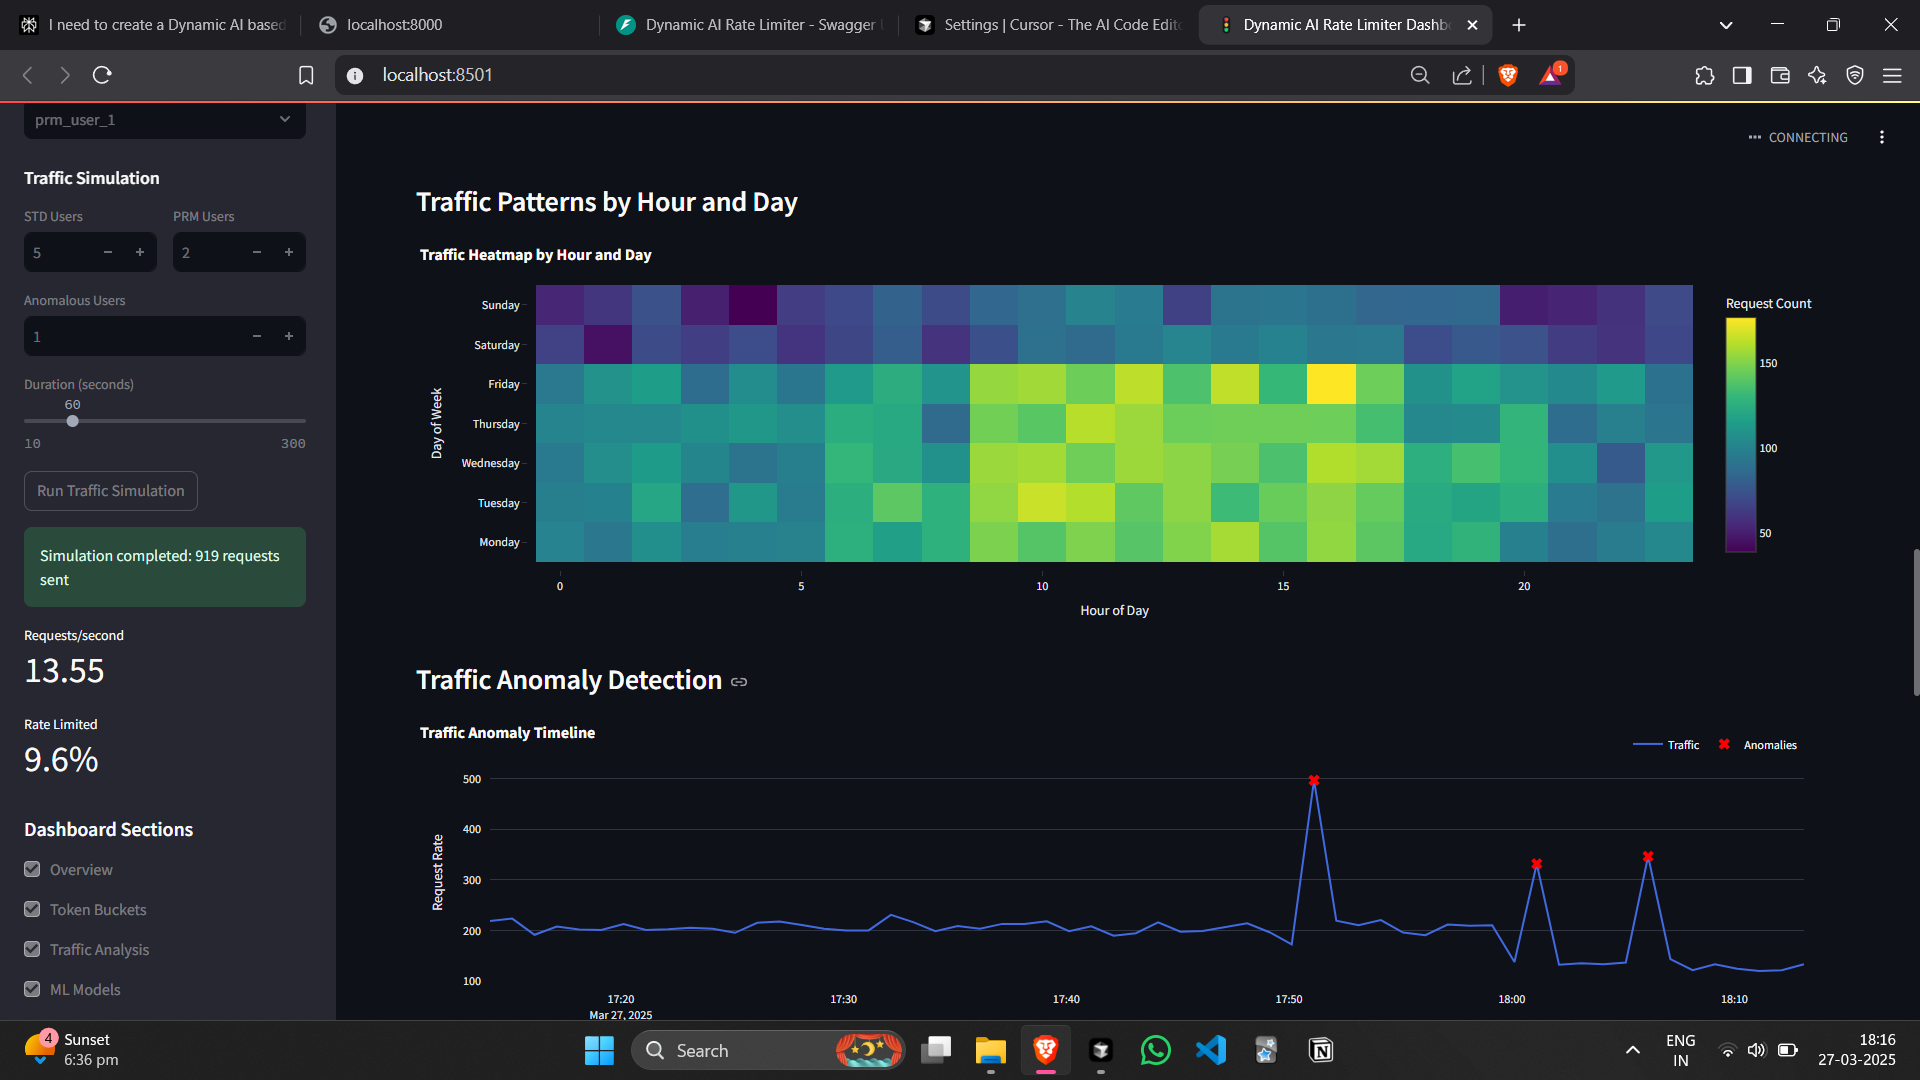 I need to create a Dynamic AI based
localhost:8000
Dynamic AI Rate Limiter - Swagger
Settings | Cursor - The AI Code Edit
Dynamic AI Rate Limiter Dashb
localhost:8501
1
prm_user_1
CONNECTING
Traffic Simulation
STD Users
PRM Users
5
2
Anomalous Users
1
Duration (seconds)
60
10
300
Run Traffic Simulation
Simulation completed: 919 requests
sent
Requests/second
13.55
Rate Limited
9.6%
Dashboard Sections
Overview
Token Buckets
Traffic Analysis
ML Models
Traffic Patterns by Hour and Day
Traffic Heatmap by Hour and Day
Day of Week
Sunday
Saturday
Friday
Thursday
Wednesday
Tuesday
Monday
0
5
10
15
20
Hour of Day
Request Count
150
100
50
Traffic Anomaly Detection
Traffic Anomaly Timeline
Traffic
Anomalies
Request Rate
500
400
300
200
100
17:20
17:30
17:40
17:50
18:00
18:10
Mar 27, 2025
4
Sunset
6:36 pm
Search
ENG
IN
18:16
27-03-2025